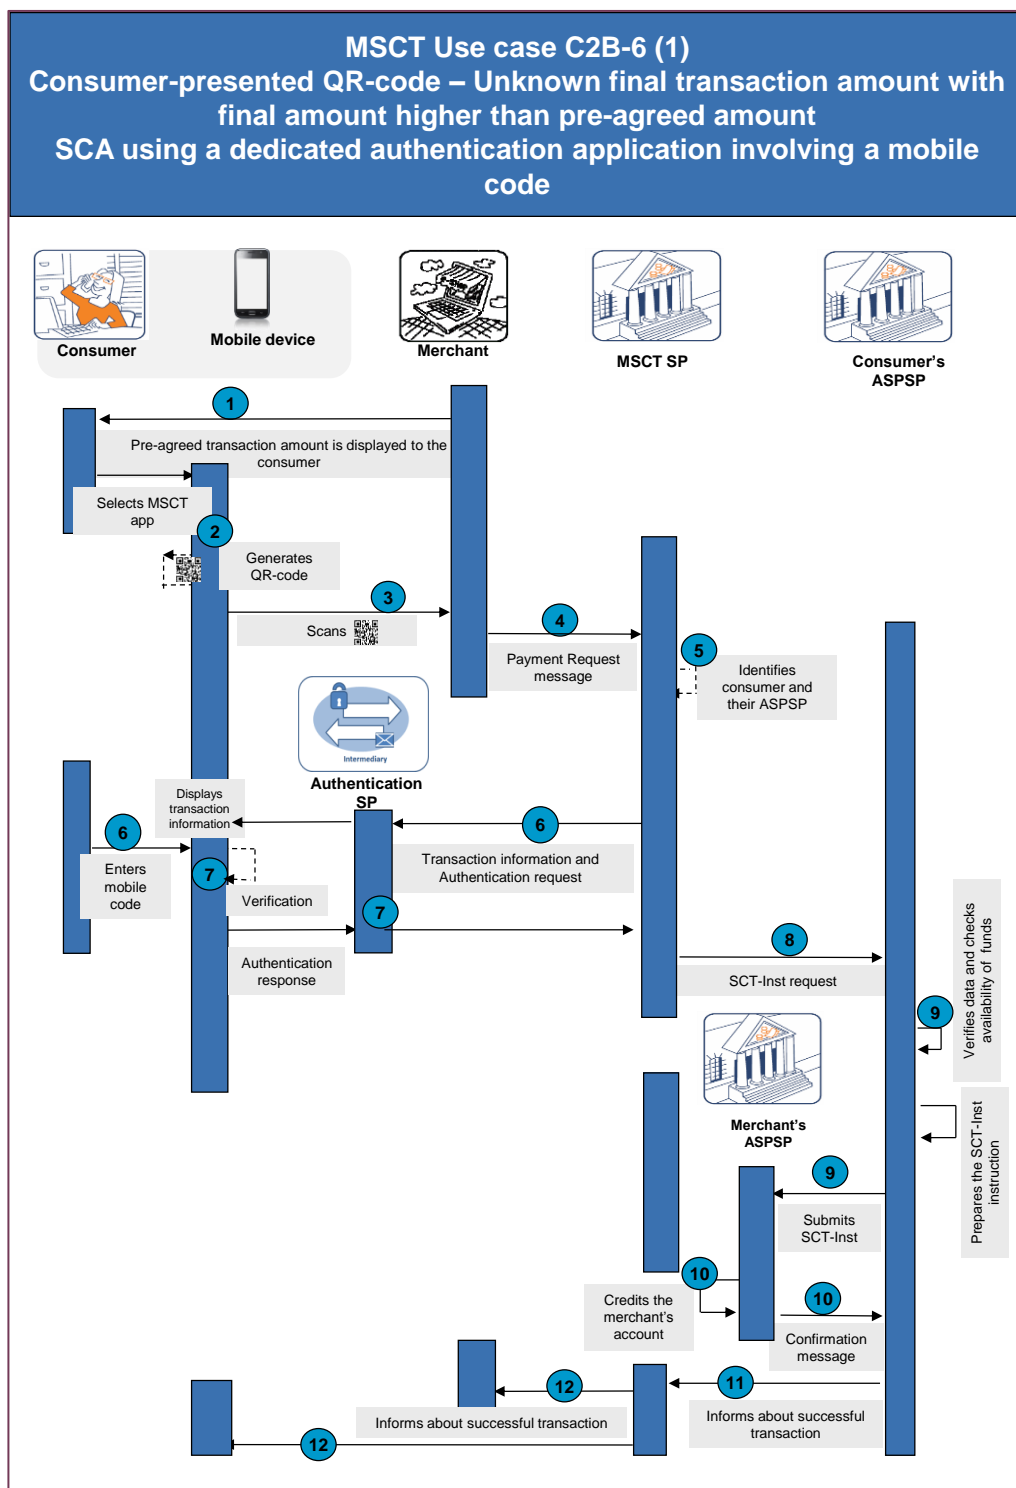 MSCT Use case C2B-6 (1)
Consumer-presented QR-code – Unknown final transaction amount with
final amount higher than pre-agreed amount
SCA using a dedicated authentication application involving a mobile
code
Consumer
Mobile device
Merchant
MSCT SP
Consumer's
ASPSP
1
Pre-agreed transaction amount is displayed to the
consumer
Selects MSCT
app
2
Generates
QR-code
3
Scans
4
Payment Request
message
5
Identifies
consumer and
their ASPSP
Intermediary
Authentication
SP
Displays
transaction
information
6
Enters
mobile
code
6
Transaction information and
Authentication request
7
Verification
7
Authentication
response
8
SCT-Inst request
9
Verifies data and checks
availability of funds
Merchant's
ASPSP
Prepares the SCT-Inst
instruction
9
Submits
SCT-Inst
10
Credits the
merchant's
account
10
Confirmation
message
11
Informs about successful
transaction
12
Informs about successful transaction
12